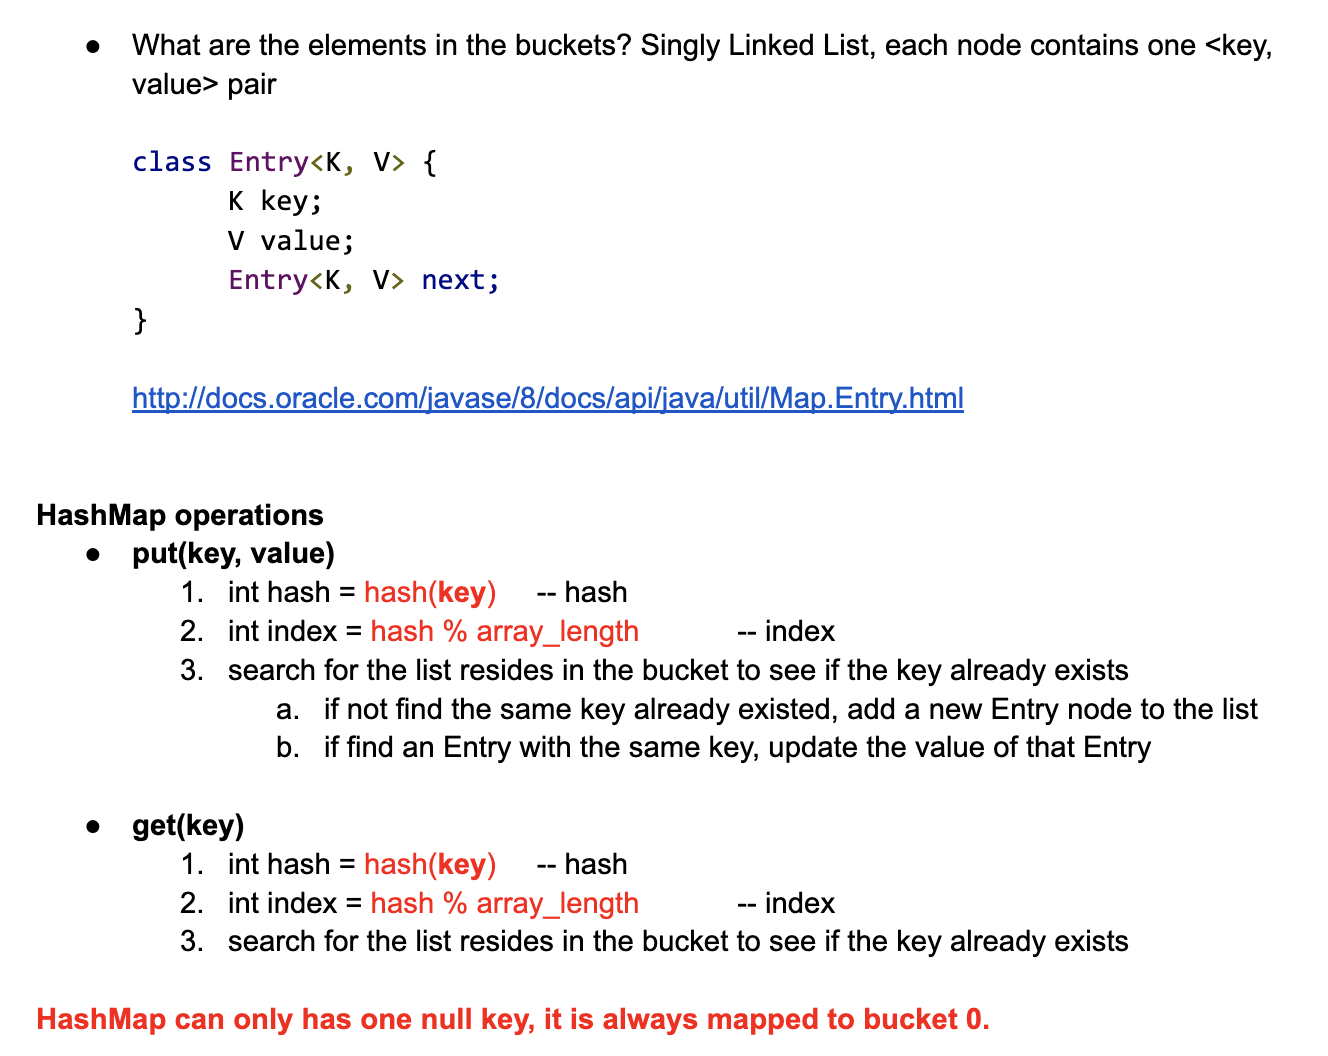 ● What are the elements in the buckets? Singly Linked List, each node contains one <key,
value> pair
class Entry<K, V> {
K key;
V value;
Entry<K, V> next;
}
http://docs.oracle.com/javase/8/docs/api/java/util/Map.Entry.html
HashMap operations
● put(key, value)
1. int hash = hash(key) -- hash
2. int index = hash % array_length -- index
3. search for the list resides in the bucket to see if the key already exists
a. if not find the same key already existed, add a new Entry node to the list
b. if find an Entry with the same key, update the value of that Entry
● get(key)
1. int hash = hash(key) -- hash
2. int index = hash % array_length -- index
3. search for the list resides in the bucket to see if the key already exists
HashMap can only has one null key, it is always mapped to bucket 0.